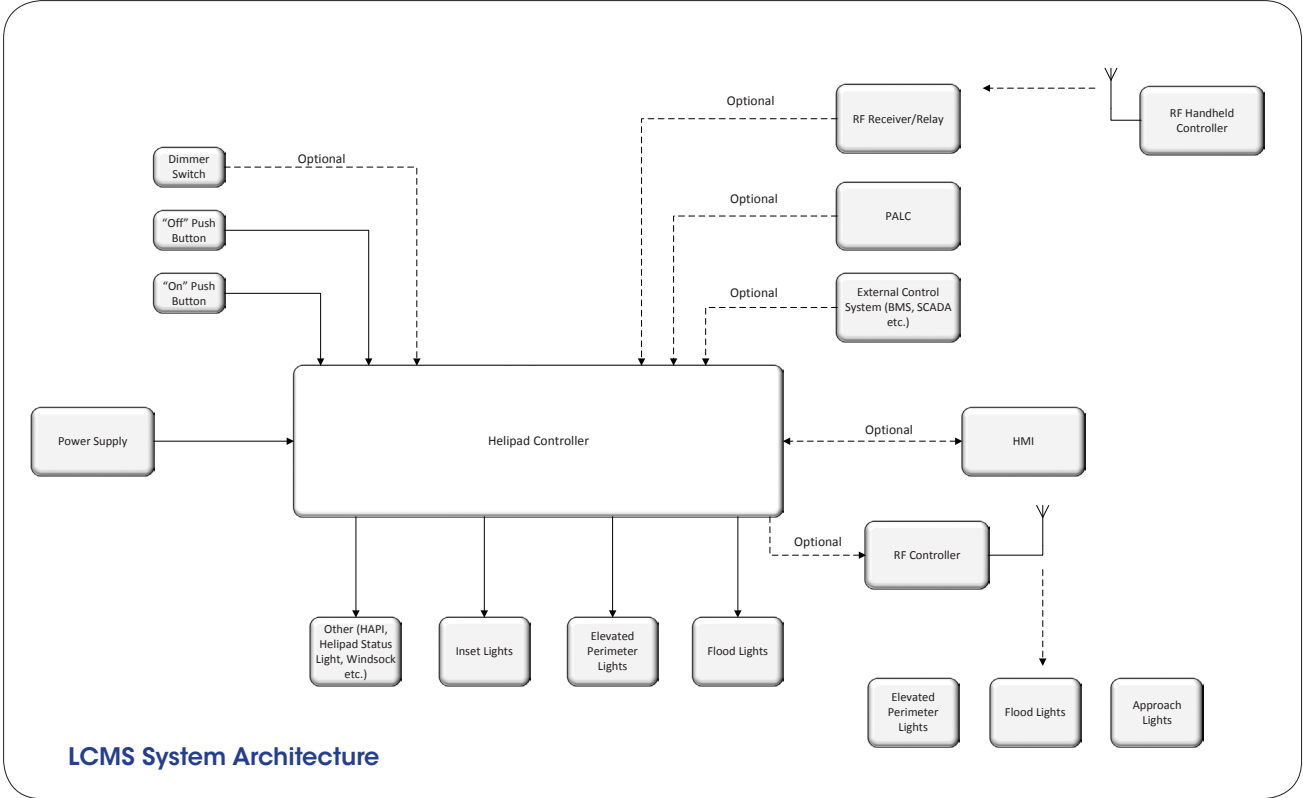 Optional
RF Receiver/Relay
RF Handheld
Controller
Dimmer
Switch
Optional
"Off" Push
Button
Optional
PALC
"On" Push
Button
Optional
External Control
System (BMS, SCADA
etc.)
Power Supply
Helipad Controller
Optional
HMI
Optional
RF Controller
Other (HAPI,
Helipad Status
Light, Windsock
etc.)
Inset Lights
Elevated
Perimeter
Lights
Flood Lights
Elevated
Perimeter
Lights
Flood Lights
Approach
Lights
LCMS System Architecture